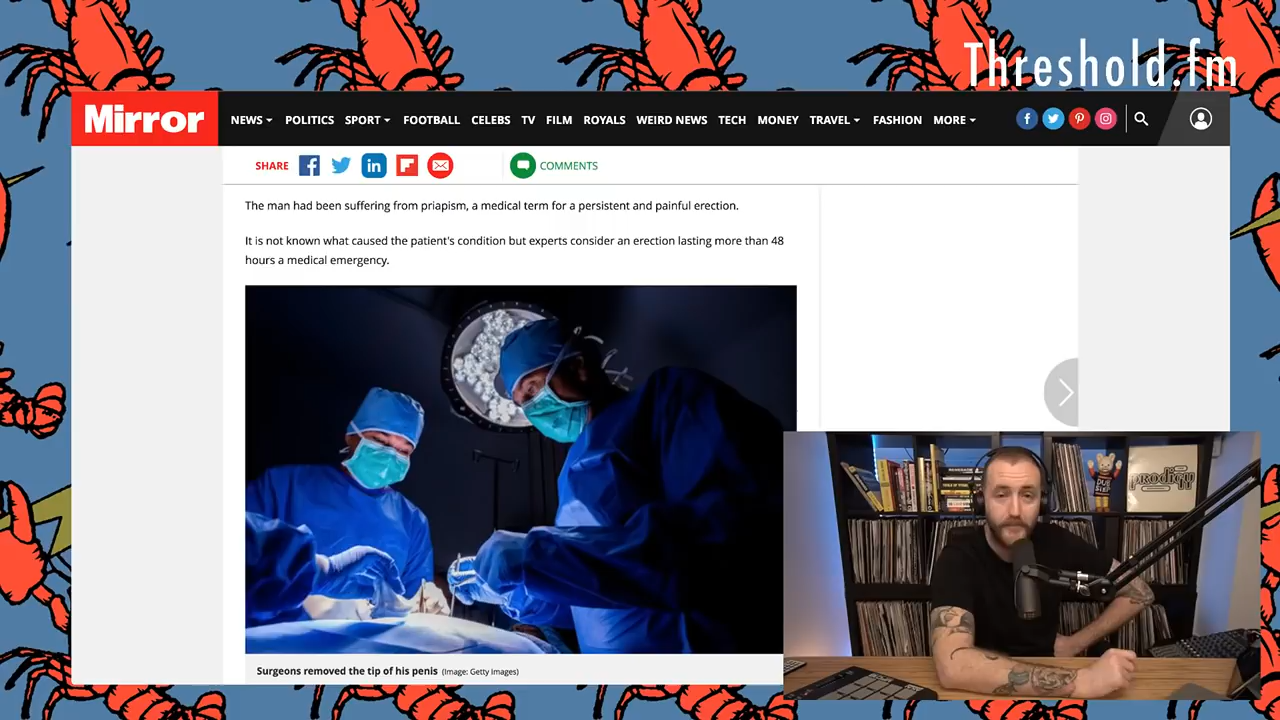 Threshold.fm
Mirror
NEWS POLITICS SPORT FOOTBALL CELEBS TV FILM ROYALS WEIRD NEWS TECH MONEY TRAVEL FASHION MORE
SHARE COMMENTS
The man had been suffering from priapism, a medical term for a persistent and painful erection.
It is not known what caused the patient's condition but experts consider an erection lasting more than 48
hours a medical emergency.
Surgeons removed the tip of his penis (Image: Getty Images)
prodigy